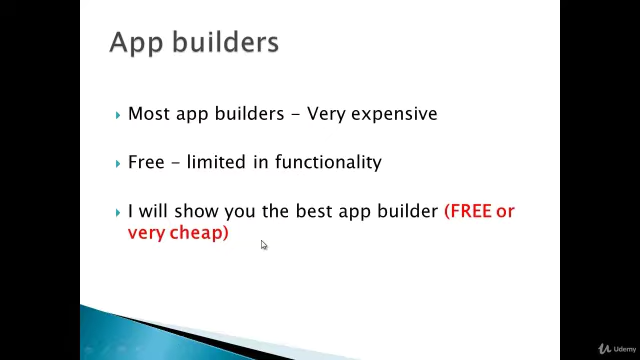 App builders
Most app builders – Very expensive
Free – limited in functionality
I will show you the best app builder (FREE or
very cheap)
Udemy